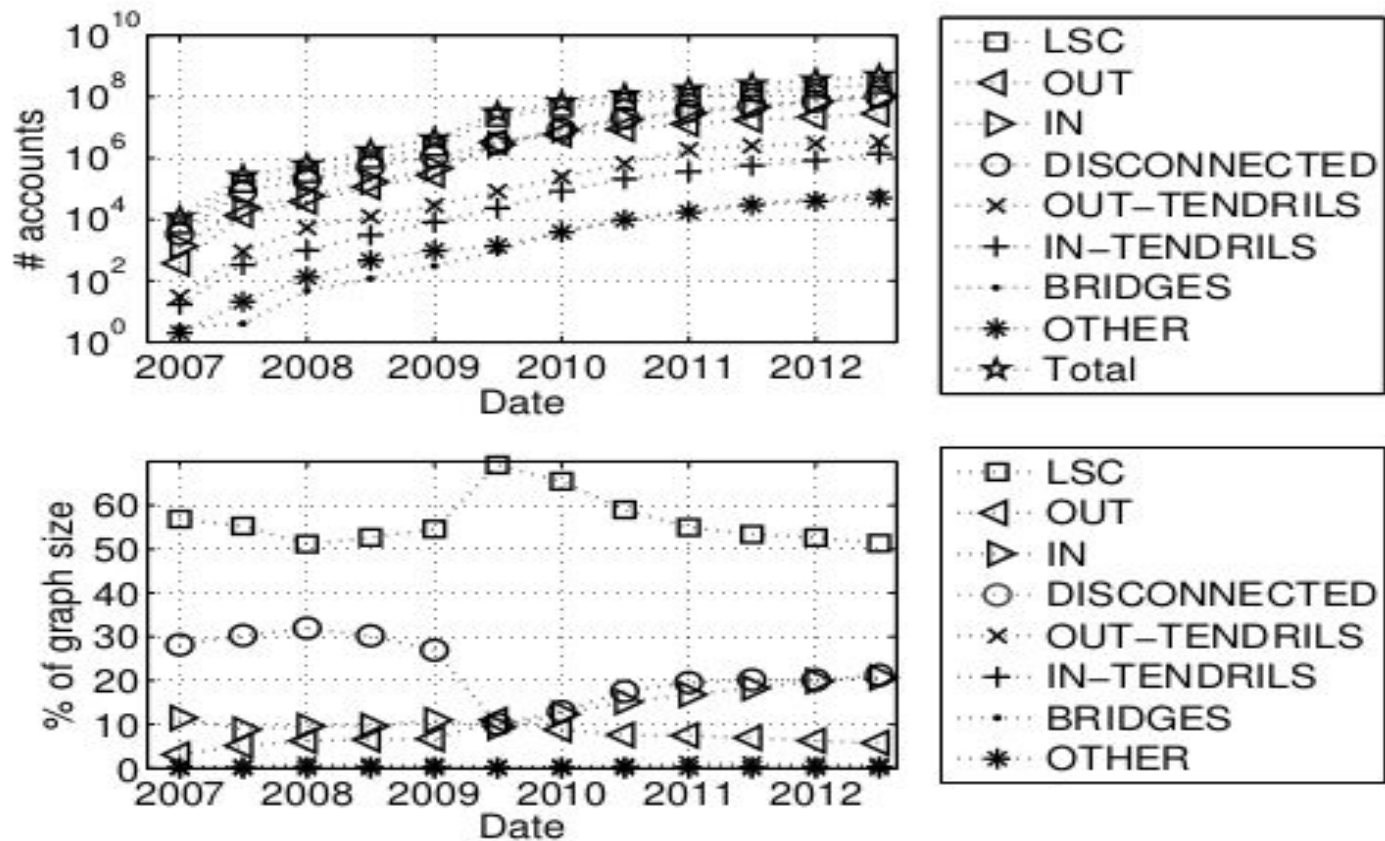 10^10
10^8
10^6
10^4
10^2
10^0
# accounts
2007 2008 2009 2010 2011 2012
Date
LSC
OUT
IN
DISCONNECTED
OUT-TENDRILS
IN-TENDRILS
BRIDGES
OTHER
Total
60
50
40
30
20
10
0
% of graph size
2007 2008 2009 2010 2011 2012
Date
LSC
OUT
IN
DISCONNECTED
OUT-TENDRILS
IN-TENDRILS
BRIDGES
OTHER